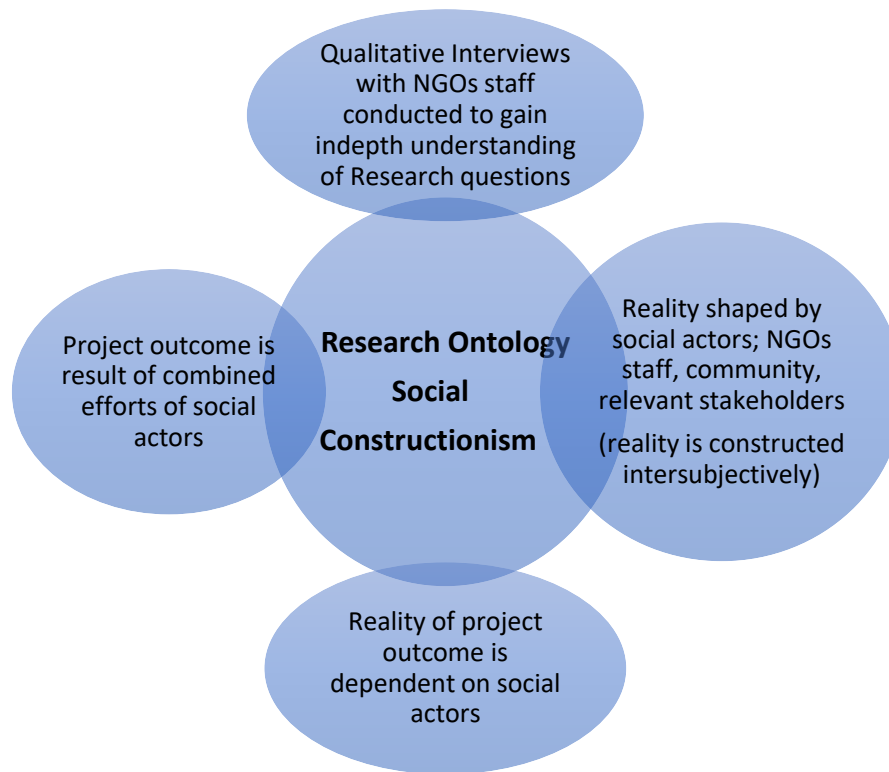 Qualitative Interviews
with NGOs staff
conducted to gain
indepth understanding
of Research questions
Project outcome is
result of combined
efforts of social
actors
Research Ontology
Social
Constructionism
Reality shaped by
social actors; NGOs
staff, community,
relevant stakeholders
(reality is constructed
intersubjectively)
Reality of project
outcome is
dependent on social
actors